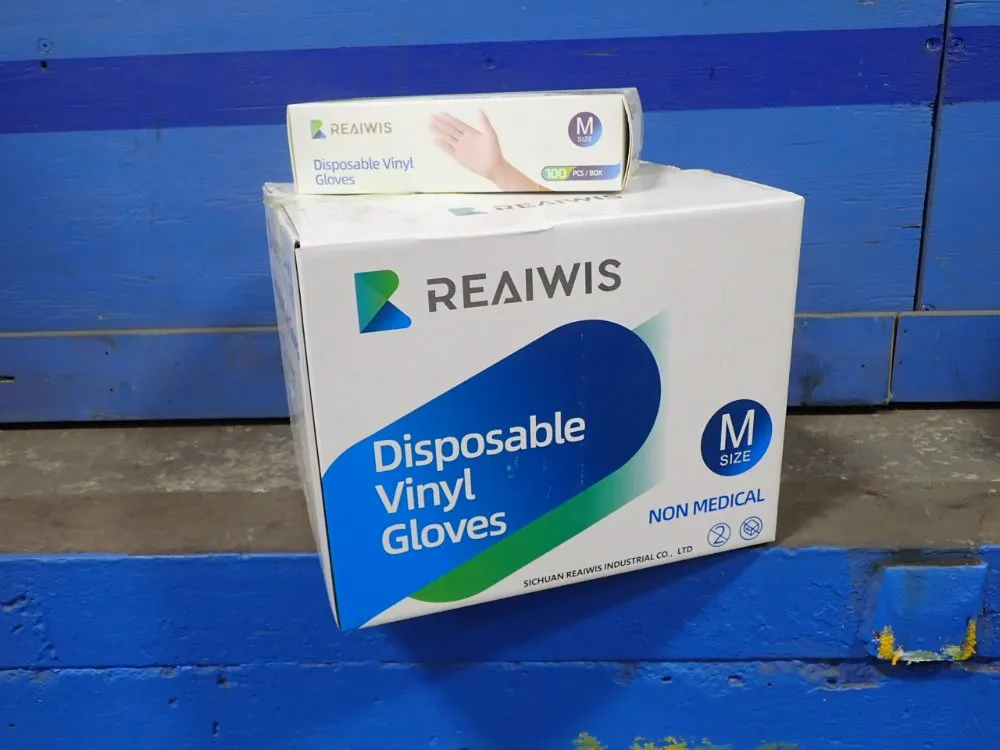 REAIWIS
Disposable Vinyl
Gloves
M
SIZE
100 PCS / BOX
REAIWIS
REAIWIS
Disposable
Vinyl
Gloves
M
SIZE
NON MEDICAL
2
SICHUAN REAIWIS INDUSTRIAL CO., LTD